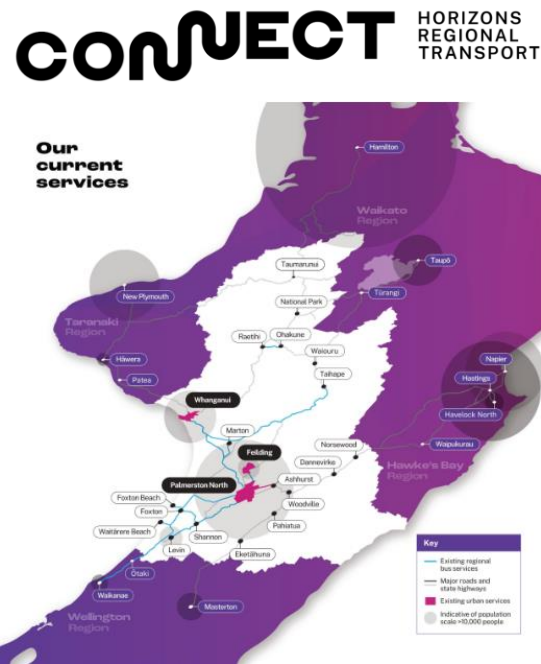 CONNECT
HORIZONS
REGIONAL
TRANSPORT
Our
current
services
Hamilton
Waikato
Region
Taumarunui
Taupō
New Plymouth
National Park
Tūrangi
Taranaki
Region
Raetihi
Ohakune
Waiouru
Hāwera
Napier
Taihape
Patea
Hastings
Whanganui
Havelock North
Marton
Norsewood
Waipukurau
Feilding
Dannevirke
Hawke's Bay
Region
Palmerston North
Ashhurst
Foxton Beach
Woodville
Foxton
Pahiatua
Waitārere Beach
Shannon
Levin
Eketāhuna
Ōtaki
Waikanae
Masterton
Wellington
Region
Key
Existing regional
bus services
Major roads and
state highways
Existing urban services
Indicative of population
scale >10,000 people